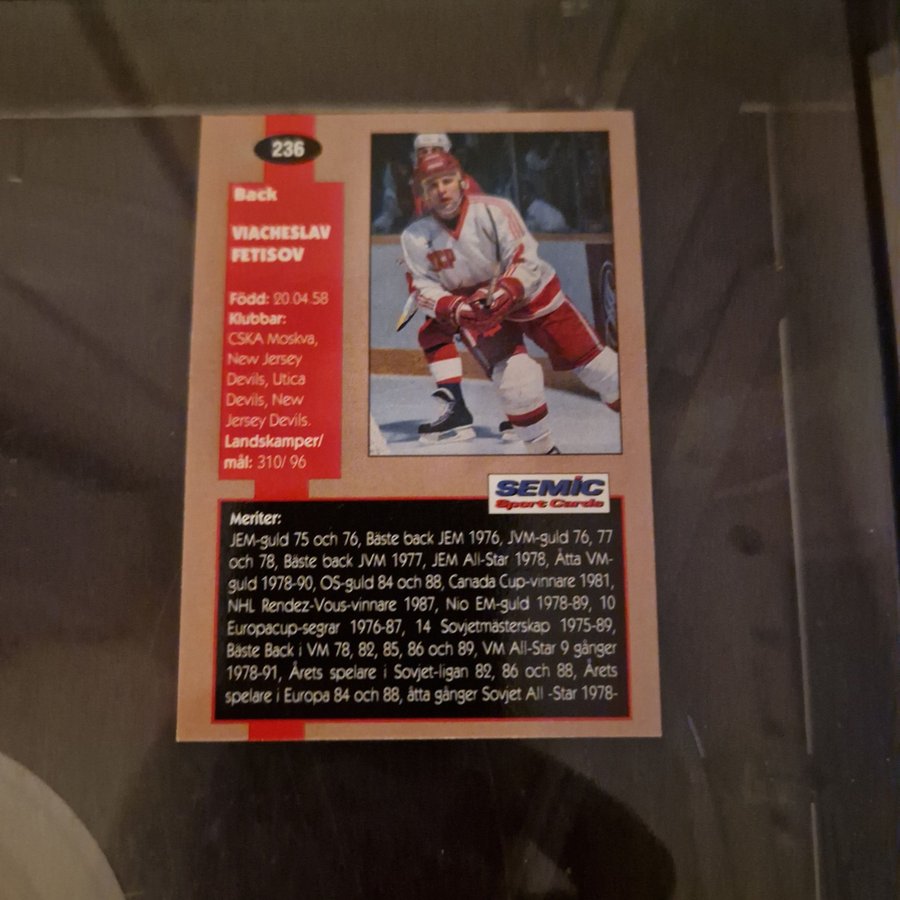 236
Back
VIACHESLAV
FETISOV
Född: 20.04.58
Klubbar:
CSKA Moskva,
New Jersey
Devils, Utica
Devils, New
Jersey Devils.
Landskamper/
mål: 310/96
SEMIC
Sport Cards
Meriter:
JEM-guld 75 och 76, Bäste back JEM 1976, JVM-guld 76, 77
och 78, Bäste back JVM 1977, JEM All-Star 1978, Åtta VM-
guld 1978-90, OS-guld 84 och 88, Canada Cup-vinnare 1981,
NHL Rendez-Vous-vinnare 1987, Nio EM-guld 1978-89, 10
Europacup-segrar 1976-87, 14 Sovjetmästerskap 1975-89,
Bäste Back i VM 78, 82, 85, 86 och 89, VM All-Star 9 gånger
1978-91, Årets spelare i Sovjet-ligan 82, 86 och 88, Årets
spelare i Europa 84 och 88, åtta gånger Sovjet All -Star 1978-